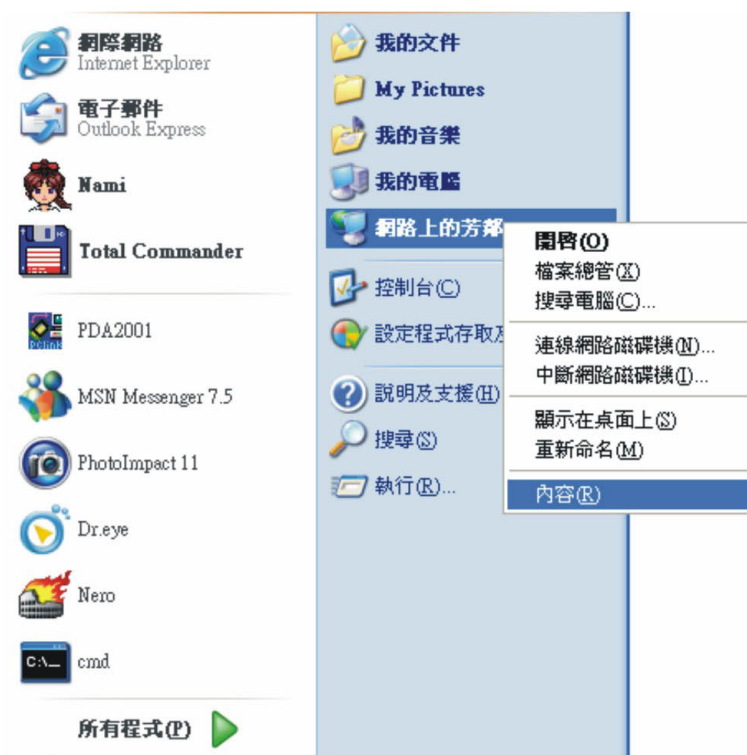 網際網路
Internet Explorer
電子郵件
Outlook Express
Nami
Total Commander
PDA2001
MSN Messenger 7.5
PhotoImpact 11
Dr.eye
Nero
C:\_
cmd
所有程式(P)
我的文件
My Pictures
我的音樂
我的電腦
網路上的芳鄰
控制台(C)
設定程式存取及
說明及支援(H)
搜尋(S)
執行(R)...
開啓(O)
檔案總管(X)
搜尋電腦(C)...
連線網路磁碟機(N)...
中斷網路磁碟機(I)...
顯示在桌面上(S)
重新命名(M)
內容(R)